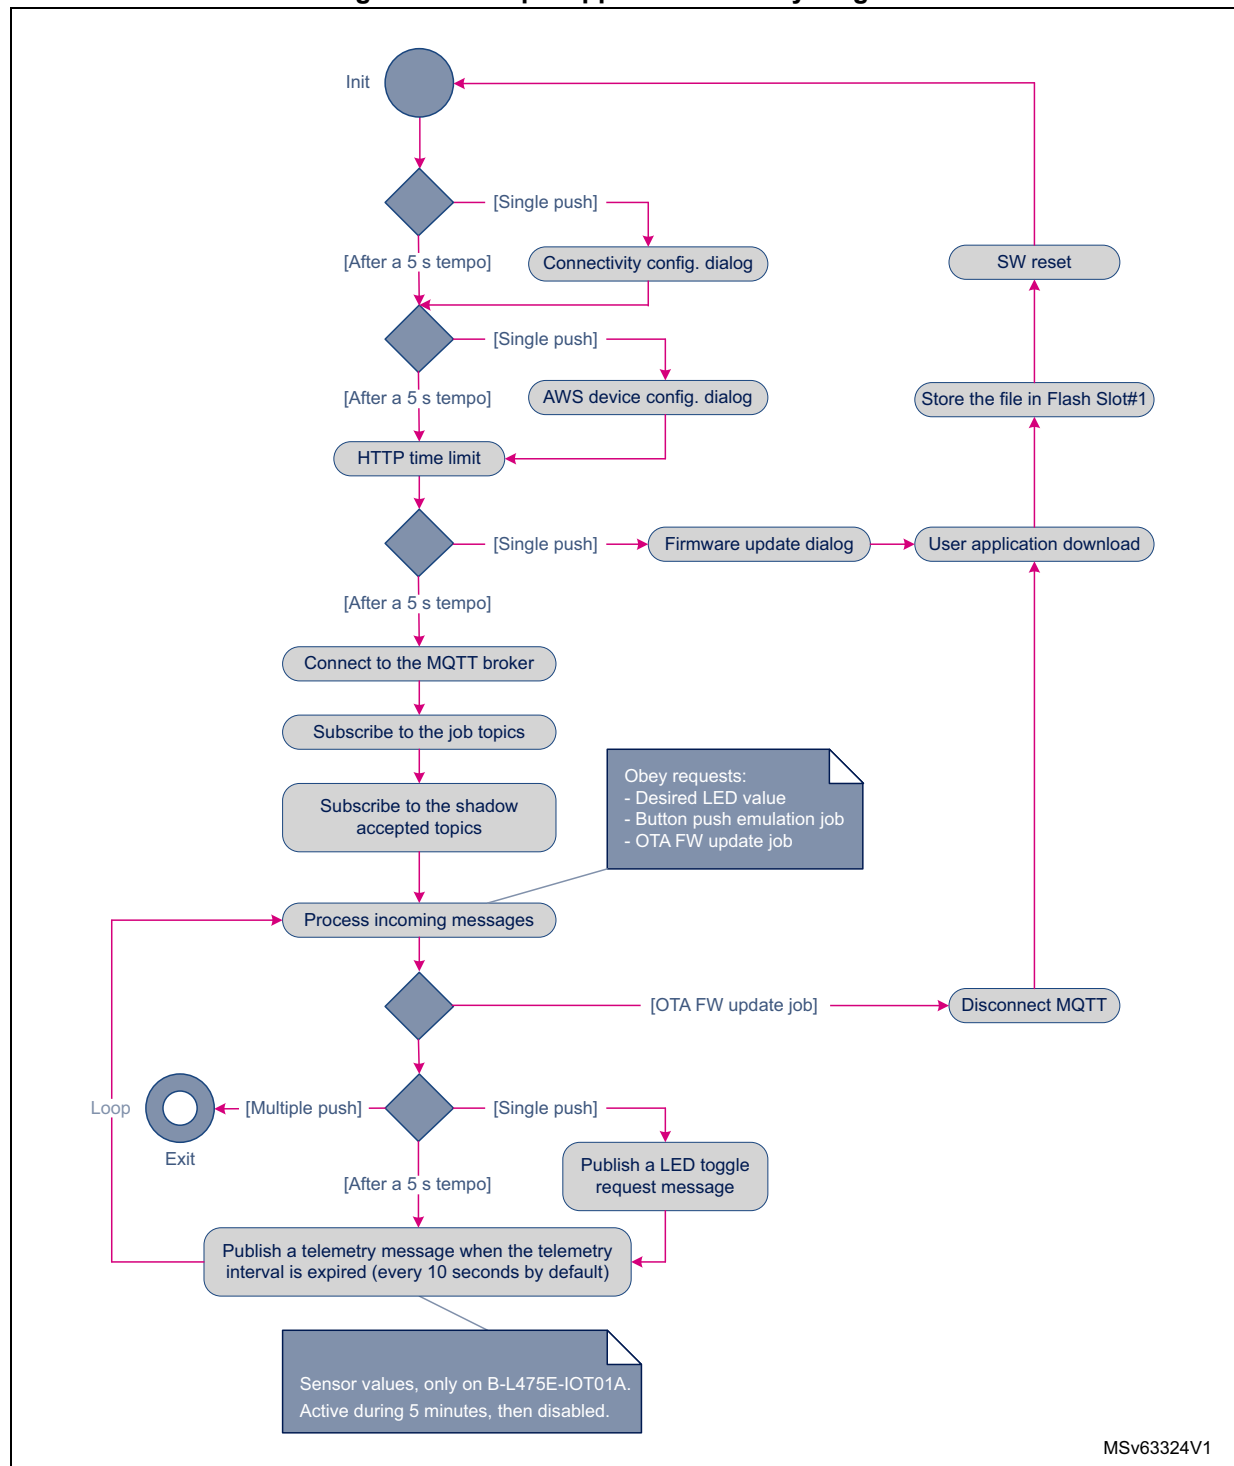 Init
[Single push]
[After a 5 s tempo]
Connectivity config. dialog
SW reset
[Single push]
[After a 5 s tempo]
AWS device config. dialog
Store the file in Flash Slot#1
HTTP time limit
[Single push]
Firmware update dialog
User application download
[After a 5 s tempo]
Connect to the MQTT broker
Subscribe to the job topics
Subscribe to the shadow
accepted topics
Obey requests:
- Desired LED value
- Button push emulation job
- OTA FW update job
Process incoming messages
[OTA FW update job]
Disconnect MQTT
Loop
[Multiple push]
[Single push]
Exit
Publish a LED toggle
request message
[After a 5 s tempo]
Publish a telemetry message when the telemetry
interval is expired (every 10 seconds by default)
Sensor values, only on B-L475E-IOT01A.
Active during 5 minutes, then disabled.
MSv63324V1